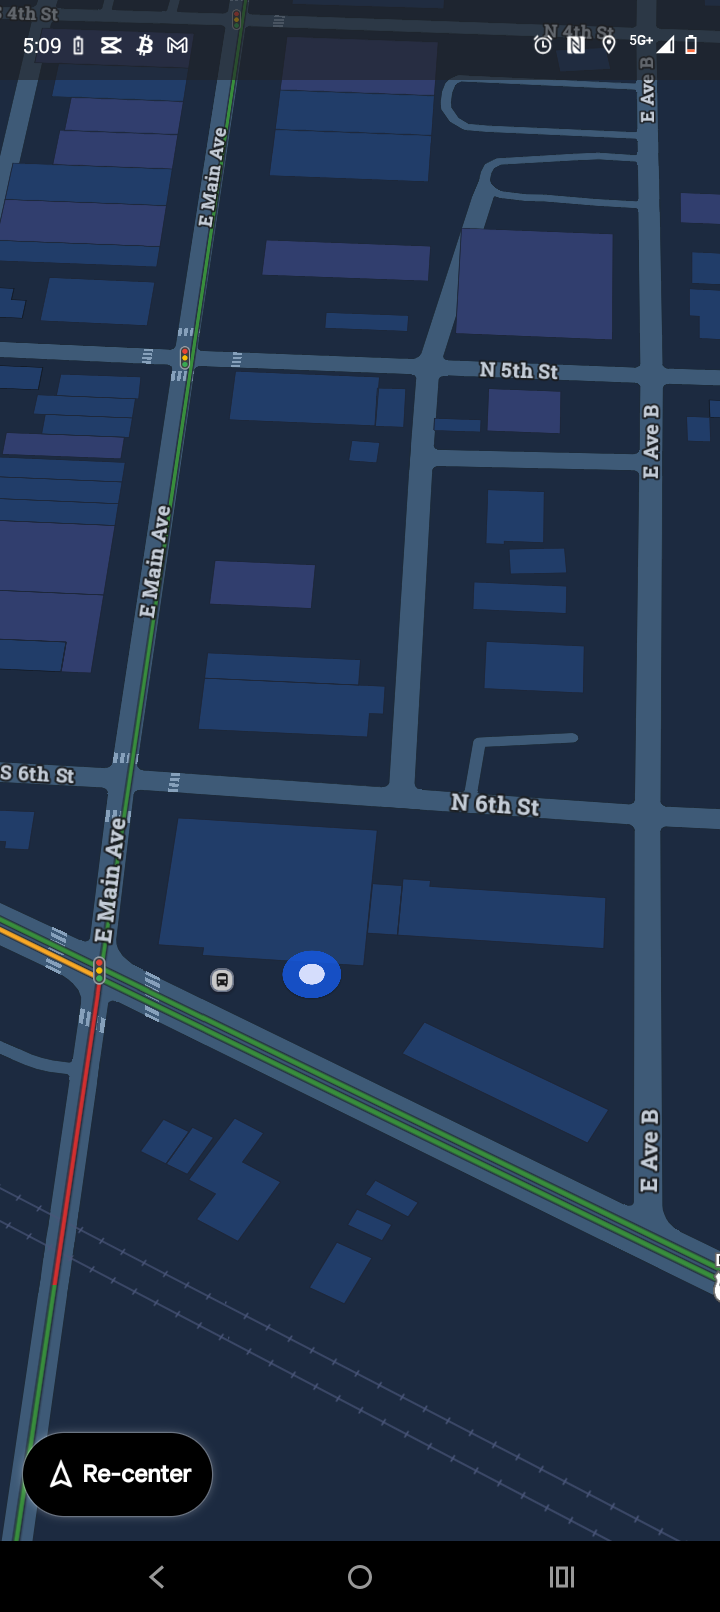 S 4th St
N 4th St
5:09
5G+
E Ave B
E Main Ave
N 5th St
E Ave B
E Main Ave
S 6th St
N 6th St
E Main Ave
E Ave B
Re-center